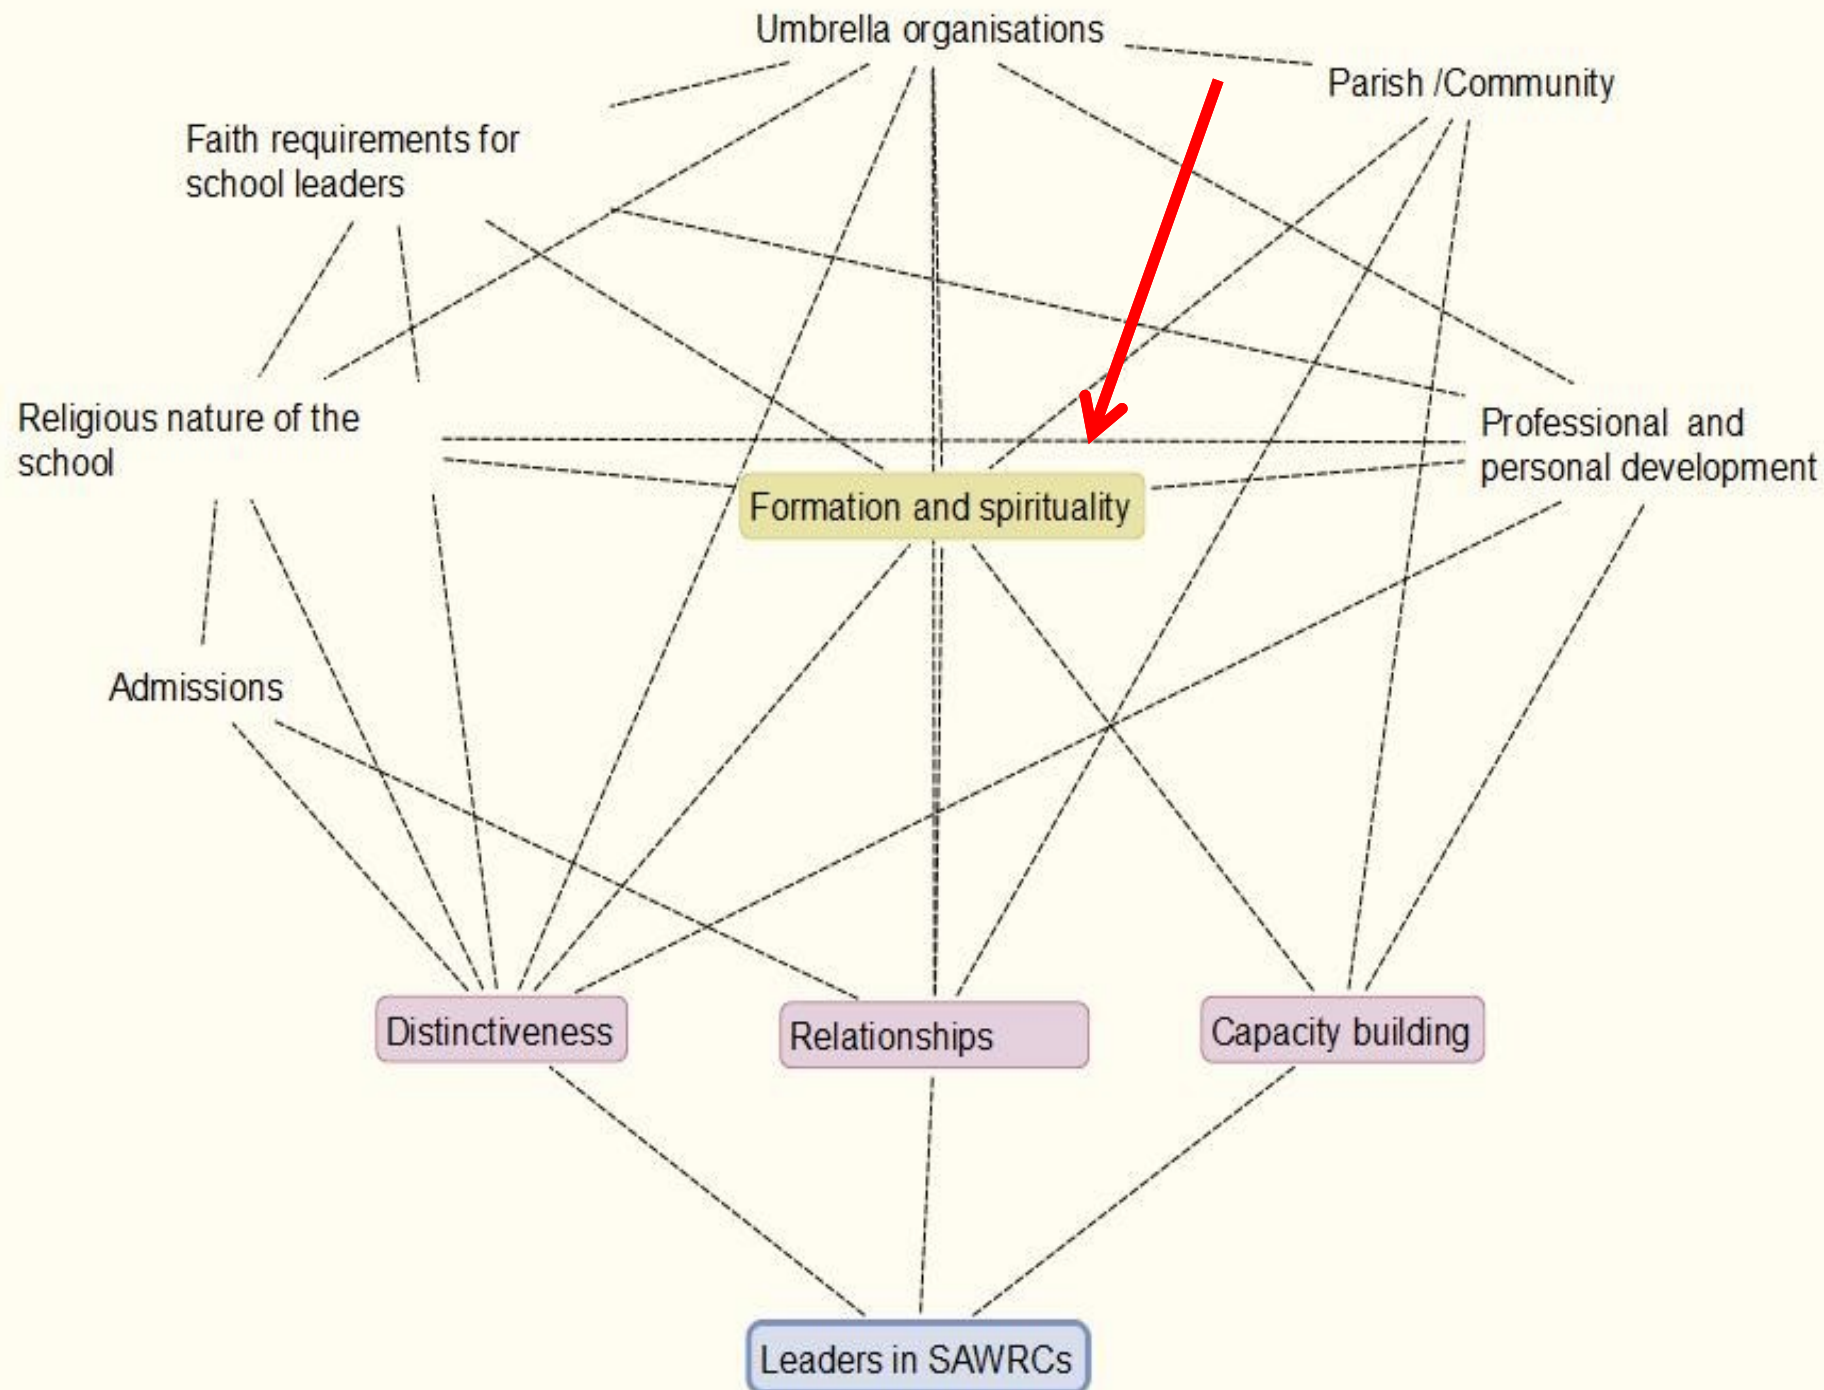 Umbrella organisations
Parish /Community
Faith requirements for
school leaders
Religious nature of the
school
Professional and
personal development
Formation and spirituality
Admissions
Distinctiveness
Relationships
Capacity building
Leaders in SAWRCs